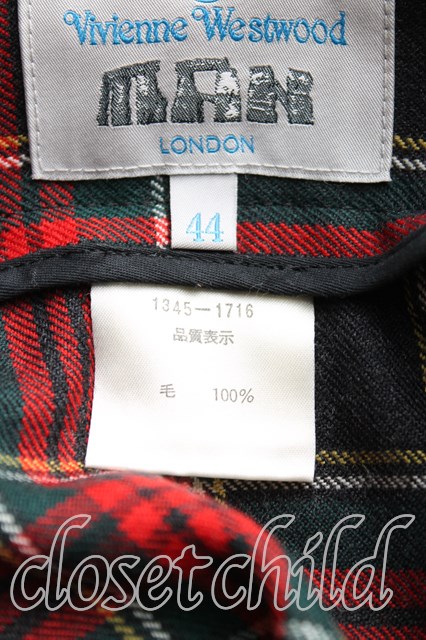 Vivienne Westwood
MAN
LONDON
44
1345-1716
品質表示
毛 100%
closetchild